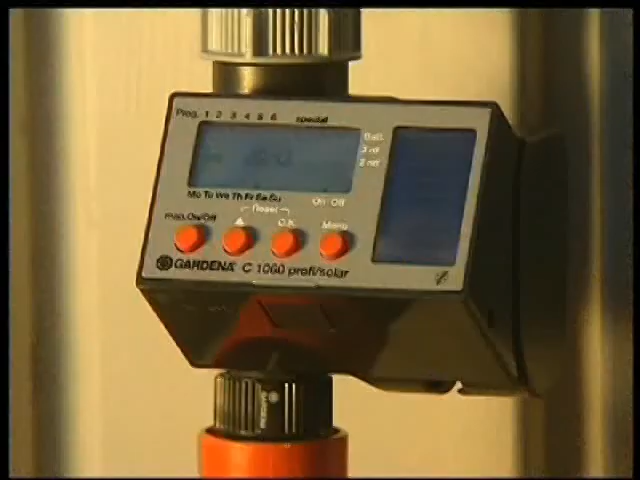 Prog. 1 2 3 4 5 6 special
Batt.
Mo Tu We Th Fr Sa Su
On Off
man.On/Off
Reset
O.K.
Menu
GARDENA C 1060 profi/solar